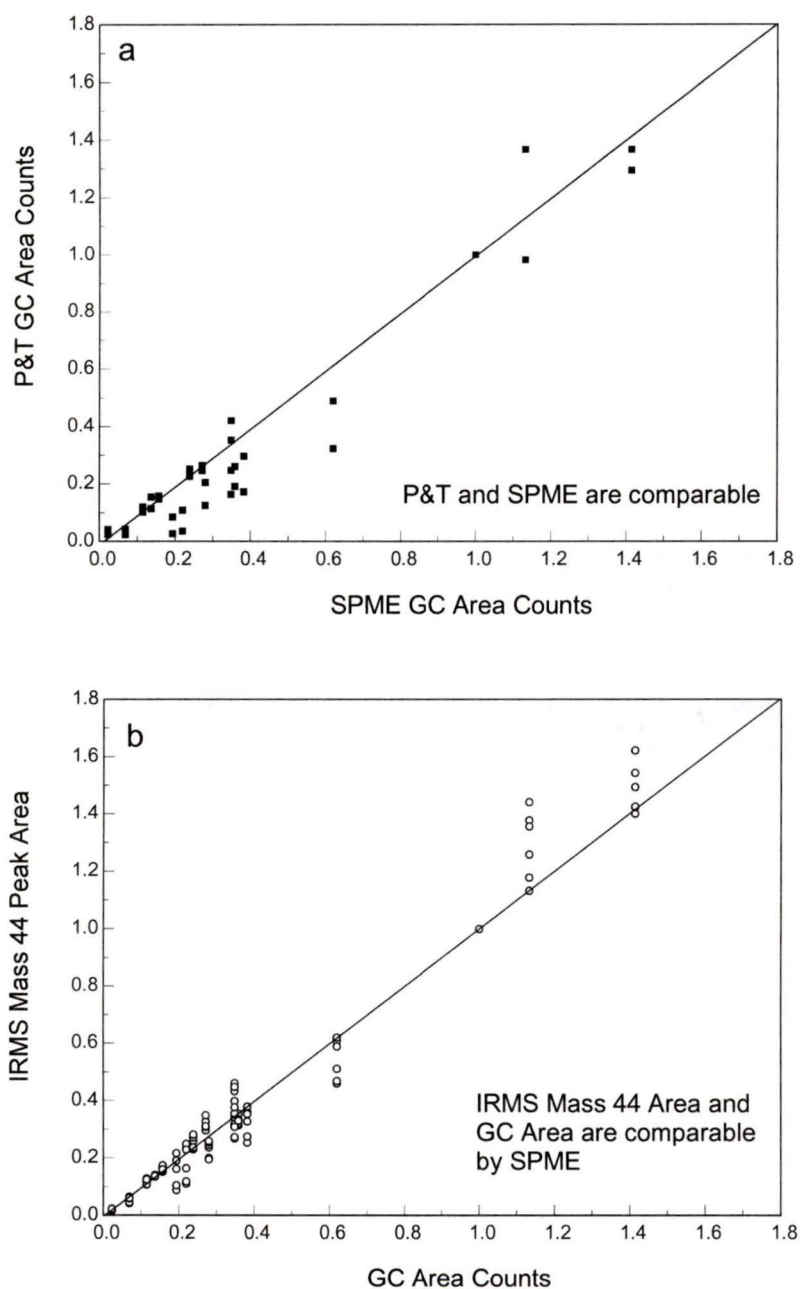 a
1.8
1.6
1.4
1.2
1.0
0.8
0.6
0.4
0.2
0.0
P&T GC Area Counts
P&T and SPME are comparable
0.0 0.2 0.4 0.6 0.8 1.0 1.2 1.4 1.6 1.8
SPME GC Area Counts
b
1.8
1.6
1.4
1.2
1.0
0.8
0.6
0.4
0.2
0.0
IRMS Mass 44 Peak Area
IRMS Mass 44 Area and
GC Area are comparable
by SPME
0.0 0.2 0.4 0.6 0.8 1.0 1.2 1.4 1.6 1.8
GC Area Counts